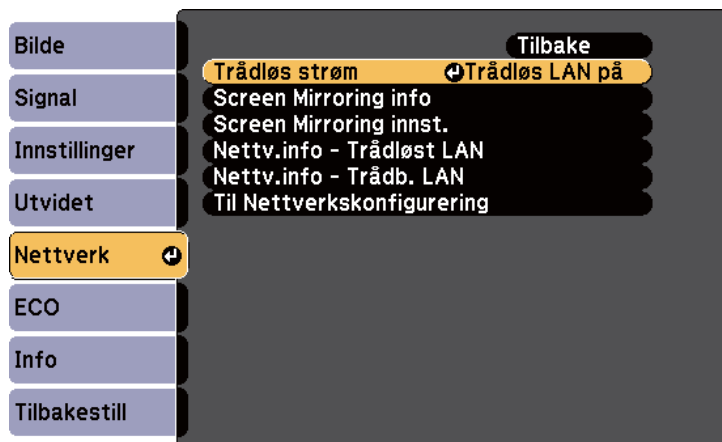 Bilde
Signal
Innstillinger
Utvidet
Nettverk
ECO
Info
Tilbakestill
Tilbake
Trådløs strøm Trådløs LAN på
Screen Mirroring info
Screen Mirroring innst.
Nettv.info - Trådløst LAN
Nettv.info - Trådb. LAN
Til Nettverkskonfigurering